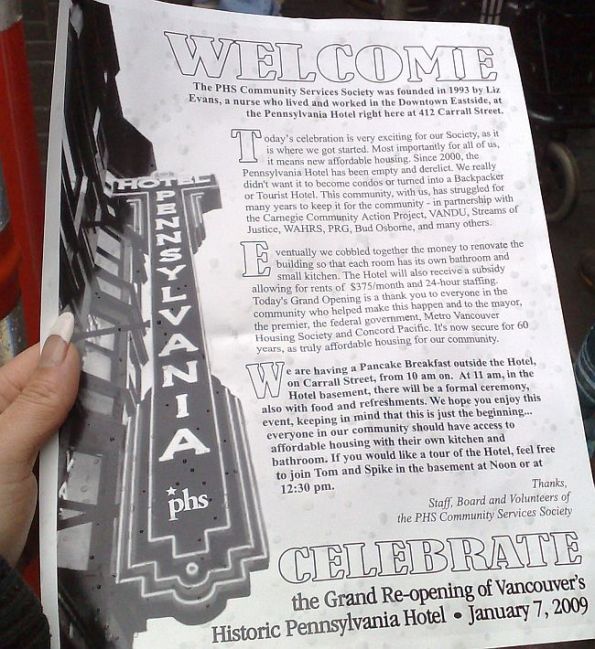 WELCOME
The PHS Community Services Society was founded in 1993 by Liz
Evans, a nurse who lived and worked in the Downtown Eastside, at
the Pennsylvania Hotel right here at 412 Carrall Street.
Today's celebration is very exciting for our Society, as it
is where we got started. Most importantly for all of us,
it means new affordable housing. Since 2000, the
Pennsylvania Hotel has been empty and derelict. We really
didn't want it to become condos or turned into a Backpacker
or Tourist Hotel. This community, with us, has struggled for
many years to keep it for the community - in partnership with
the Carnegie Community Action Project, VANDU, Streams of
Justice, WAHRS, PRG, Bud Osborne, and many others.
Eventually we cobbled together the money to renovate the
building so that each room has its own bathroom and
small kitchen. The Hotel will also receive a subsidy
allowing for rents of $375/month and 24-hour staffing.
Today's Grand Opening is a thank you to everyone in the
community who helped make this happen and to the mayor,
the premier, the federal government, Metro Vancouver
Housing Society and Concord Pacific. It's now secure for 60
years, as truly affordable housing for our community.
We are having a Pancake Breakfast outside the Hotel,
on Carrall Street, from 10 am on. At 11 am, in the
Hotel basement, there will be a formal ceremony,
also with food and refreshments. We hope you enjoy this
event, keeping in mind that this is just the beginning...
everyone in our community should have access to
affordable housing with their own kitchen and
bathroom. If you would like a tour of the Hotel, feel free
to join Tom and Spike in the basement at Noon or at
12:30 pm.
Thanks,
Staff, Board and Volunteers of
the PHS Community Services Society
CELEBRATE
the Grand Re-opening of Vancouver's
Historic Pennsylvania Hotel • January 7, 2009
HOTEL
PENNSYLVANIA
phs